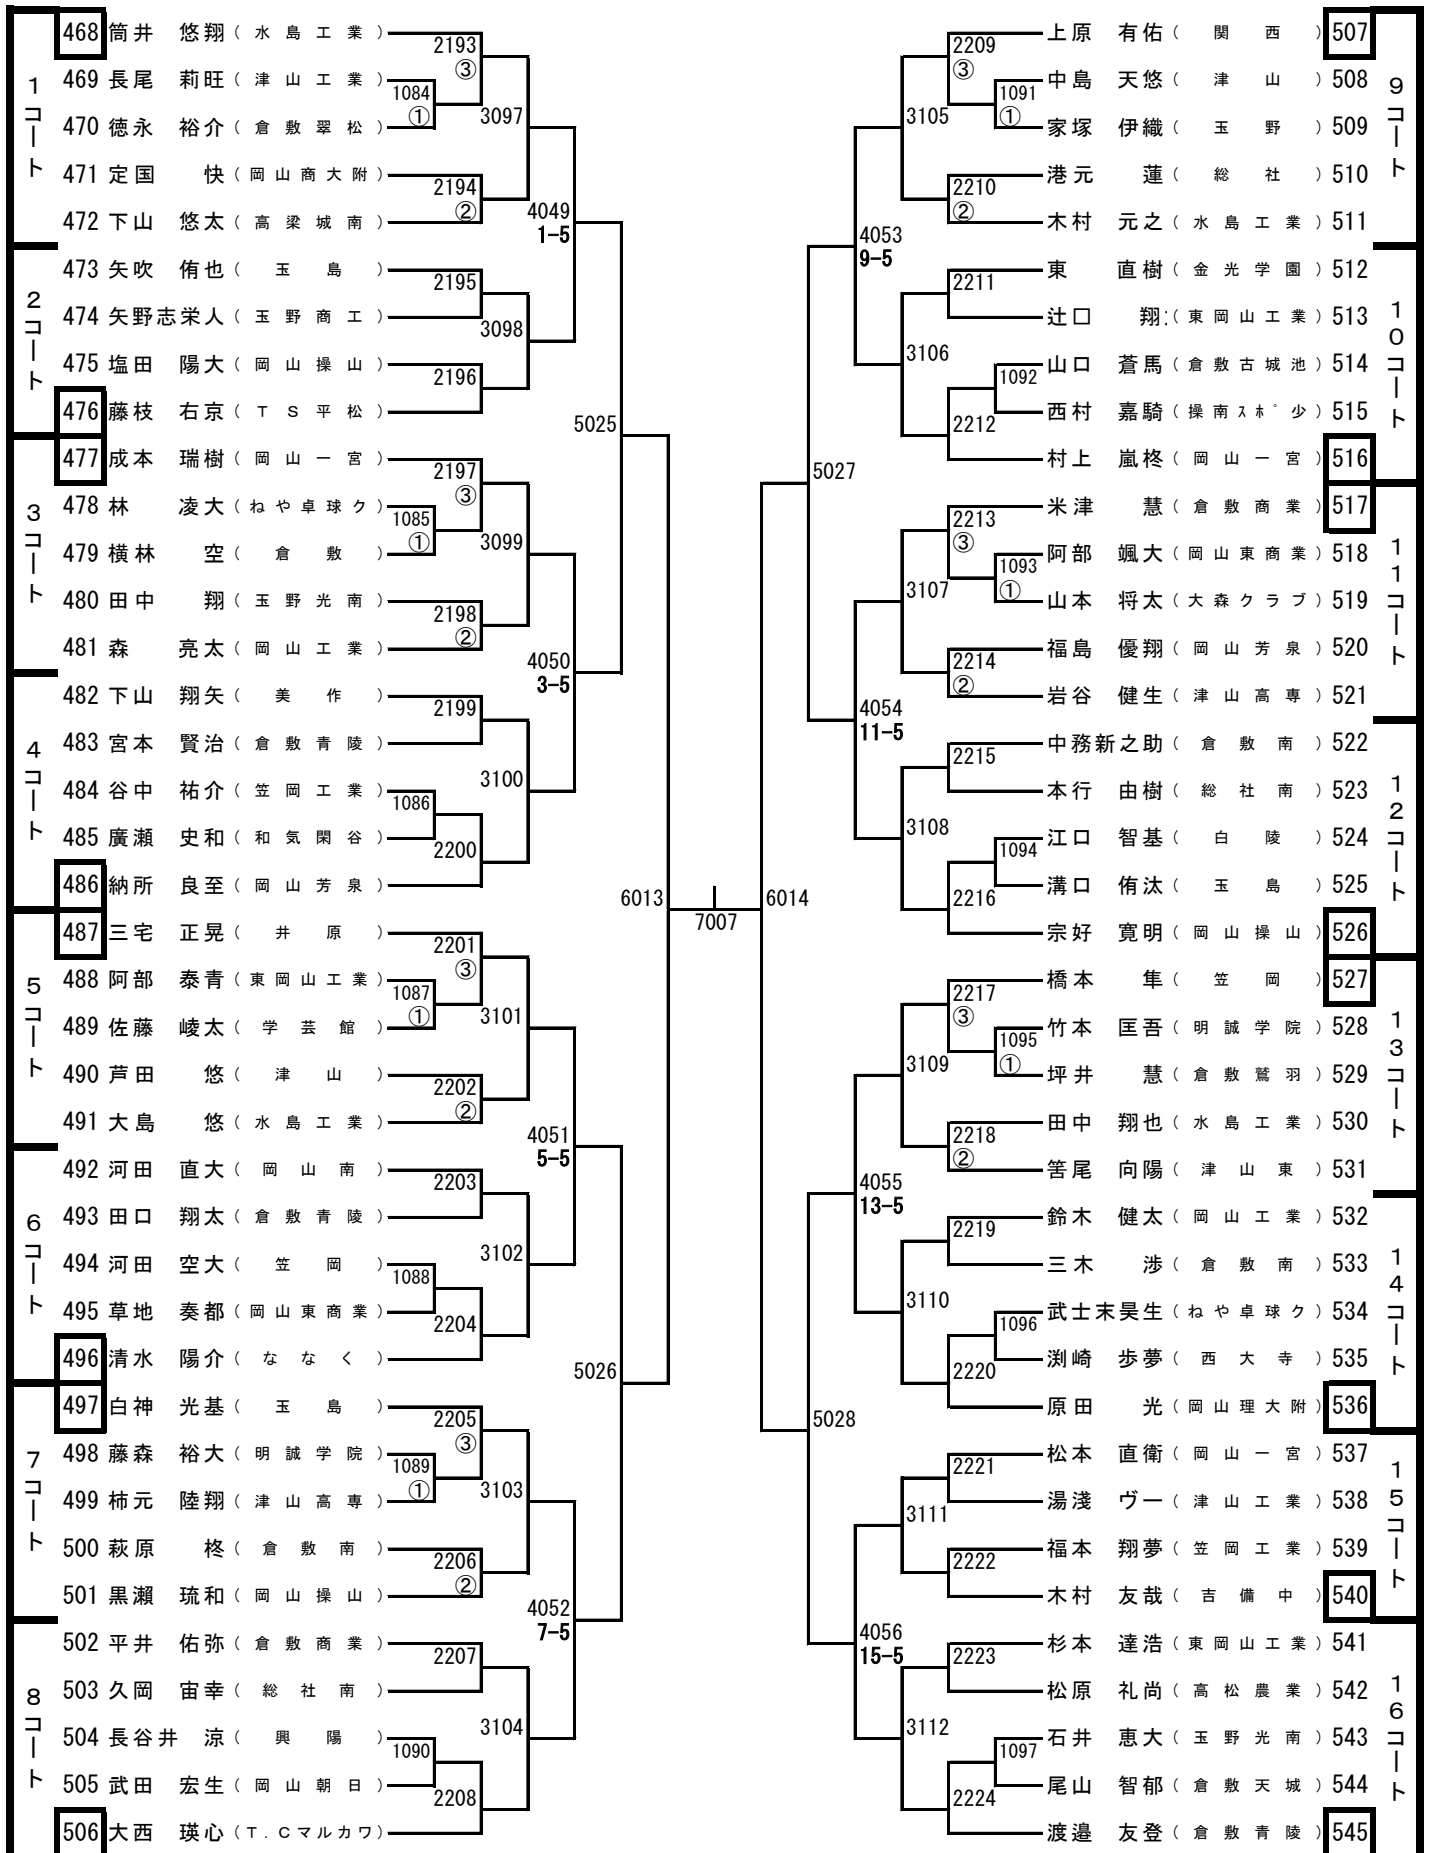 1コート
468 筒井 悠翔 (水島工業)
469 長尾 莉旺 (津山工業)
470 徳永 裕介 (倉敷翠松)
471 定国 快 (岡山商大附)
472 下山 悠太 (高梁城南)
2コート
473 矢吹 侑也 (玉島)
474 矢野志栄人 (玉野商工)
475 塩田 陽大 (岡山操山)
476 藤枝 右京 (TS平松)
3コート
477 成本 瑞樹 (岡山一宮)
478 林 凌大 (ねや卓球ク)
479 横林 空 (倉敷)
480 田中 翔 (玉野光南)
481 森 亮太 (岡山工業)
4コート
482 下山 翔矢 (美作)
483 宮本 賢治 (倉敷青陵)
484 谷中 祐介 (笠岡工業)
485 廣瀬 史和 (和気閑谷)
486 納所 良至 (岡山芳泉)
5コート
487 三宅 正晃 (井原)
488 阿部 泰青 (東岡山工業)
489 佐藤 崚太 (学芸館)
490 芦田 悠 (津山)
491 大島 悠 (水島工業)
6コート
492 河田 直大 (岡山南)
493 田口 翔太 (倉敷青陵)
494 河田 空大 (笠岡)
495 草地 奏都 (岡山東商業)
496 清水 陽介 (ななく)
7コート
497 白神 光基 (玉島)
498 藤森 裕大 (明誠学院)
499 柿元 陸翔 (津山高専)
500 萩原 柊 (倉敷南)
501 黒瀬 琉和 (岡山操山)
8コート
502 平井 佑弥 (倉敷商業)
503 久岡 宙幸 (総社南)
504 長谷井 涼 (興陽)
505 武田 宏生 (岡山朝日)
506 大西 瑛心 (T.Cマルカワ)
1084 ①
1085 ①
1086
1087 ①
1088
1089 ①
1090
2193 ③
2194 ②
2195
2196
2197 ③
2198 ②
2199
2200
2201 ③
2202 ②
2203
2204
2205 ③
2206 ②
2207
2208
3097
3098
3099
3100
3101
3102
3103
3104
4049
1-5
4050
3-5
4051
5-5
4052
7-5
5025
5026
6013
7007
6014
5027
5028
4053
9-5
4054
11-5
4055
13-5
4056
15-5
3105
3106
3107
3108
3109
3110
3111
3112
2209 ③
2210 ②
2211
2212
2213 ③
2214 ②
2215
2216
2217 ③
2218 ②
2219
2220
2221
2222
2223
2224
1091 ①
1092
1093 ①
1094
1095 ①
1096
1097
9コート
上原 有佑 (関西) 507
中島 天悠 (津山) 508
家塚 伊織 (玉野) 509
港元 蓮 (総社) 510
木村 元之 (水島工業) 511
10コート
東 直樹 (金光学園) 512
辻口 翔 (東岡山工業) 513
山口 蒼馬 (倉敷古城池) 514
西村 嘉騎 (操南スポ少) 515
村上 嵐柊 (岡山一宮) 516
11コート
米津 慧 (倉敷商業) 517
阿部 颯大 (岡山東商業) 518
山本 将太 (大森クラブ) 519
福島 優翔 (岡山芳泉) 520
岩谷 健生 (津山高専) 521
12コート
中務新之助 (倉敷南) 522
本行 由樹 (総社南) 523
江口 智基 (白陵) 524
溝口 侑汰 (玉島) 525
宗好 寛明 (岡山操山) 526
13コート
橋本 隼 (笠岡) 527
竹本 匡吾 (明誠学院) 528
坪井 慧 (倉敷鷲羽) 529
田中 翔也 (水島工業) 530
筈尾 向陽 (津山東) 531
14コート
鈴木 健太 (岡山工業) 532
三木 渉 (倉敷南) 533
武士末昊生 (ねや卓球ク) 534
渕崎 歩夢 (西大寺) 535
原田 光 (岡山理大附) 536
15コート
松本 直衛 (岡山一宮) 537
湯淺 ヴ一 (津山工業) 538
福本 翔夢 (笠岡工業) 539
木村 友哉 (吉備中) 540
16コート
杉本 達浩 (東岡山工業) 541
松原 礼尚 (高松農業) 542
石井 恵大 (玉野光南) 543
尾山 智郁 (倉敷天城) 544
渡邉 友登 (倉敷青陵) 545